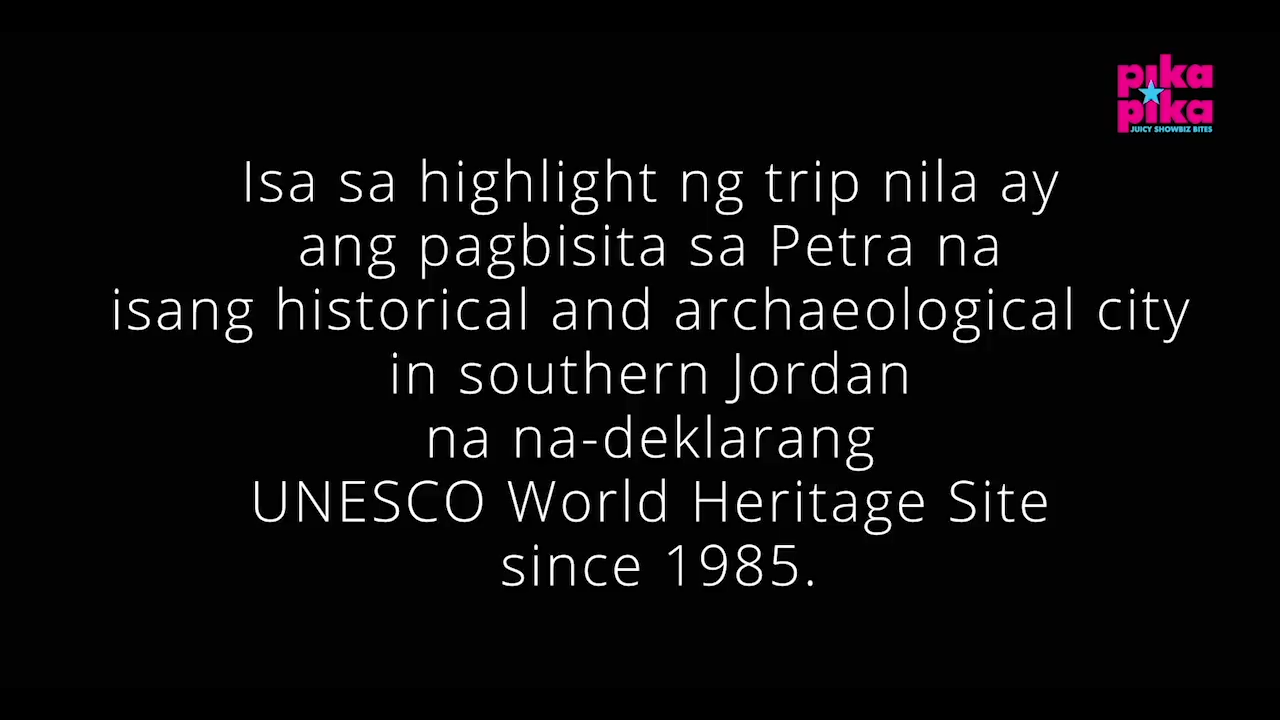 pika
pika
JUICY SHOWBIZ BITES
Isa sa highlight ng trip nila ay
ang pagbisita sa Petra na
isang historical and archaeological city
in southern Jordan
na na-deklarang
UNESCO World Heritage Site
since 1985.